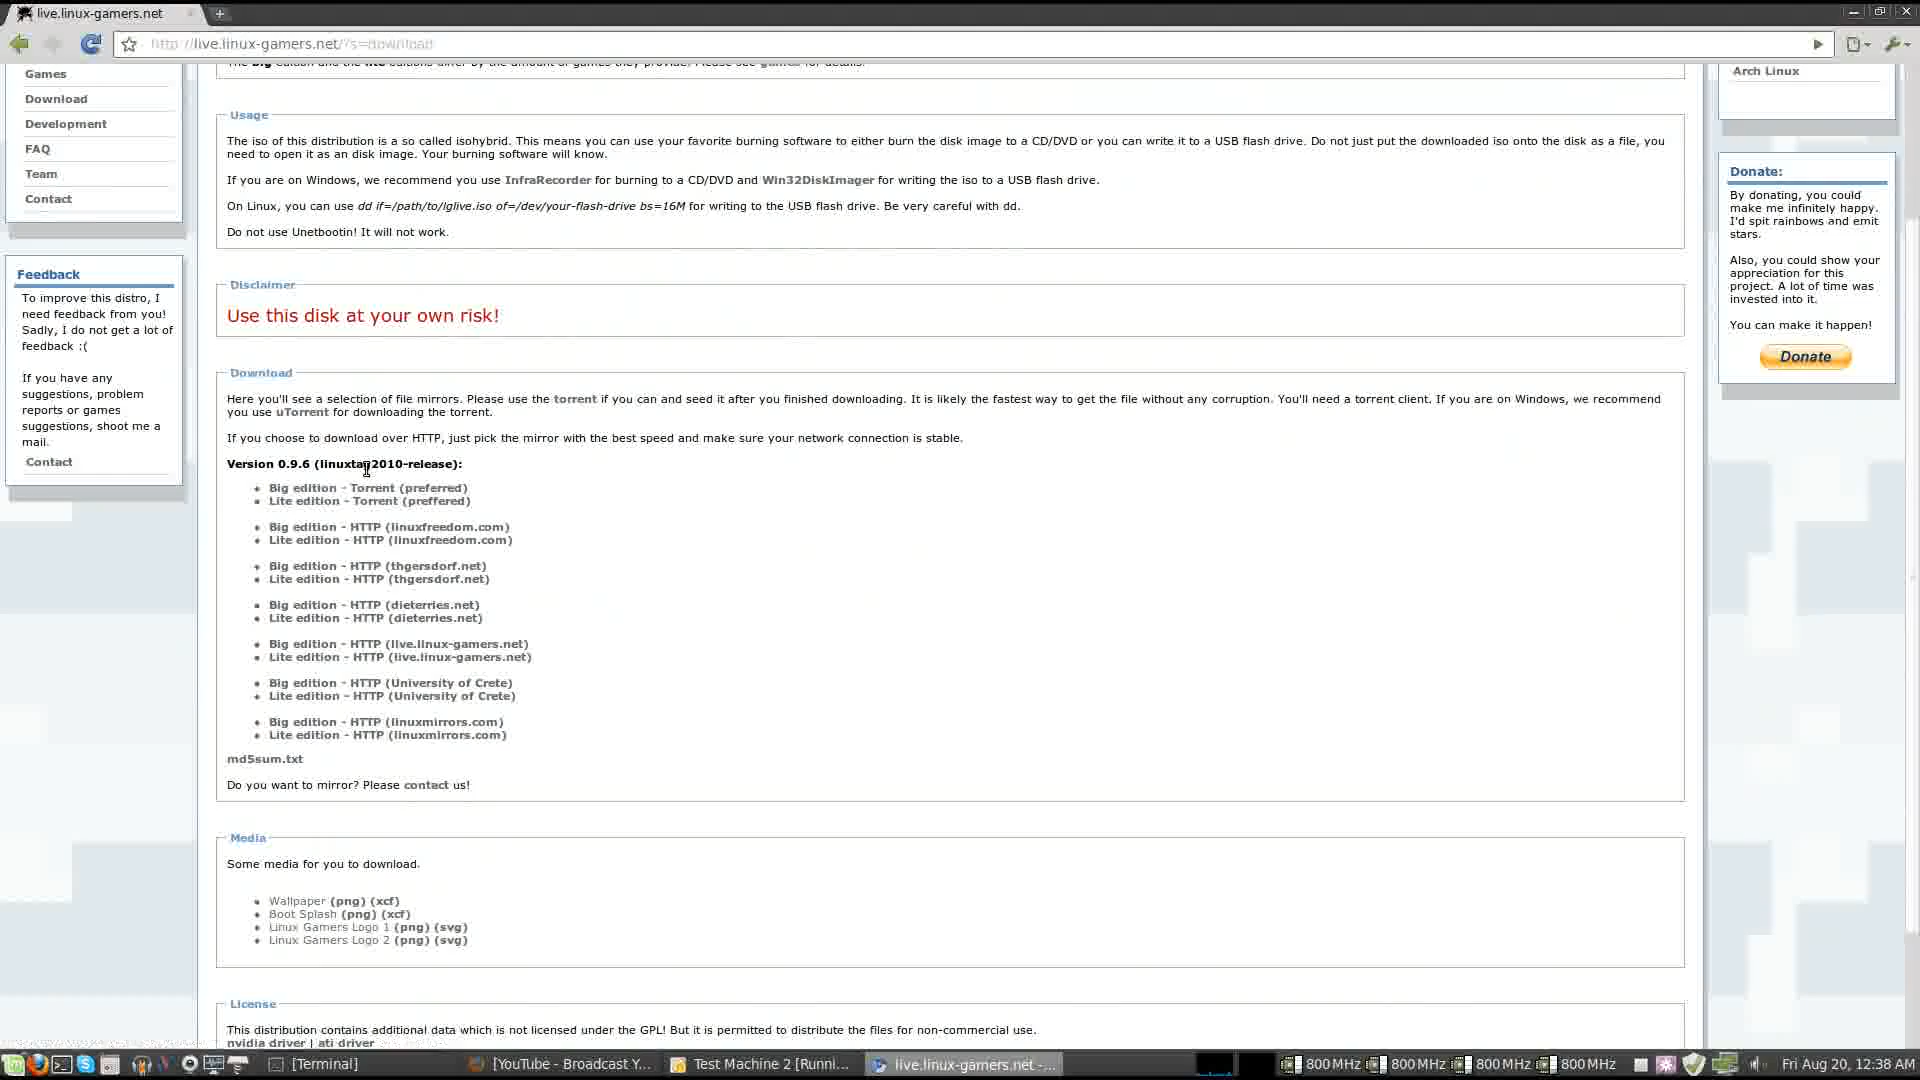 live.linux-gamers.net
http://live.linux-gamers.net/?s=download
Games
Download
Development
FAQ
Team
Contact
Feedback
To improve this distro, I
need feedback from you!
Sadly, I do not get a lot of
feedback :(
If you have any
suggestions, problem
reports or games
suggestions, shoot me a
mail.
Contact
The big edition and the lite editions differ by the amount of games they provide. Please see games for details.
Usage
The iso of this distribution is a so called isohybrid. This means you can use your favorite burning software to either burn the disk image to a CD/DVD or you can write it to a USB flash drive. Do not just put the downloaded iso onto the disk as a file, you
need to open it as an disk image. Your burning software will know.
If you are on Windows, we recommend you use InfraRecorder for burning to a CD/DVD and Win32DiskImager for writing the iso to a USB flash drive.
On Linux, you can use dd if=/path/to/lglive.iso of=/dev/your-flash-drive bs=16M for writing to the USB flash drive. Be very careful with dd.
Do not use Unetbootin! It will not work.
Disclaimer
Use this disk at your own risk!
Download
Here you'll see a selection of file mirrors. Please use the torrent if you can and seed it after you finished downloading. It is likely the fastest way to get the file without any corruption. You'll need a torrent client. If you are on Windows, we recommend
you use uTorrent for downloading the torrent.
If you choose to download over HTTP, just pick the mirror with the best speed and make sure your network connection is stable.
Version 0.9.6 (linuxtag2010-release):
Big edition - Torrent (preferred)
Lite edition - Torrent (preffered)
Big edition - HTTP (linuxfreedom.com)
Lite edition - HTTP (linuxfreedom.com)
Big edition - HTTP (thgersdorf.net)
Lite edition - HTTP (thgersdorf.net)
Big edition - HTTP (dieterries.net)
Lite edition - HTTP (dieterries.net)
Big edition - HTTP (live.linux-gamers.net)
Lite edition - HTTP (live.linux-gamers.net)
Big edition - HTTP (University of Crete)
Lite edition - HTTP (University of Crete)
Big edition - HTTP (linuxmirrors.com)
Lite edition - HTTP (linuxmirrors.com)
md5sum.txt
Do you want to mirror? Please contact us!
Media
Some media for you to download.
Wallpaper (png) (xcf)
Boot Splash (png) (xcf)
Linux Gamers Logo 1 (png) (svg)
Linux Gamers Logo 2 (png) (svg)
License
This distribution contains additional data which is not licensed under the GPL! But it is permitted to distribute the files for non-commercial use.
nvidia driver | ati driver
Arch Linux
Donate:
By donating, you could
make me infinitely happy.
I'd spit rainbows and emit
stars.
Also, you could show your
appreciation for this
project. A lot of time was
invested into it.
You can make it happen!
Donate
[Terminal]
[YouTube - Broadcast Y...
Test Machine 2 [Runni...
live.linux-gamers.net -...
800 MHz
800 MHz
800 MHz
800 MHz
Fri Aug 20, 12:38 AM